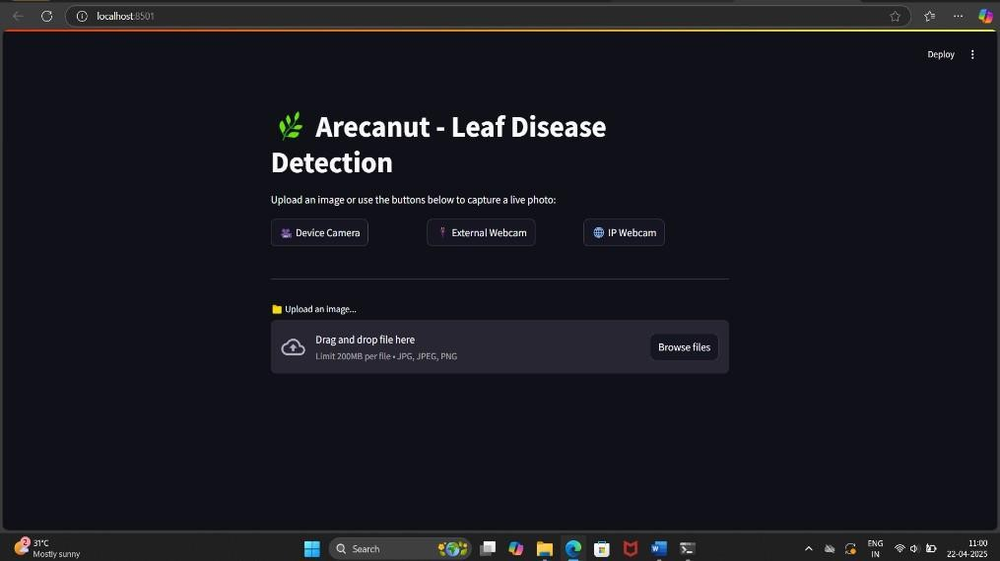 localhost:8501
Deploy
Arecanut - Leaf Disease
Detection
Upload an image or use the buttons below to capture a live photo:
Device Camera
External Webcam
IP Webcam
Upload an image...
Drag and drop file here
Limit 200MB per file • JPG, JPEG, PNG
Browse files
2
31°C
Mostly sunny
Search
ENG
IN
11:00
22-04-2025